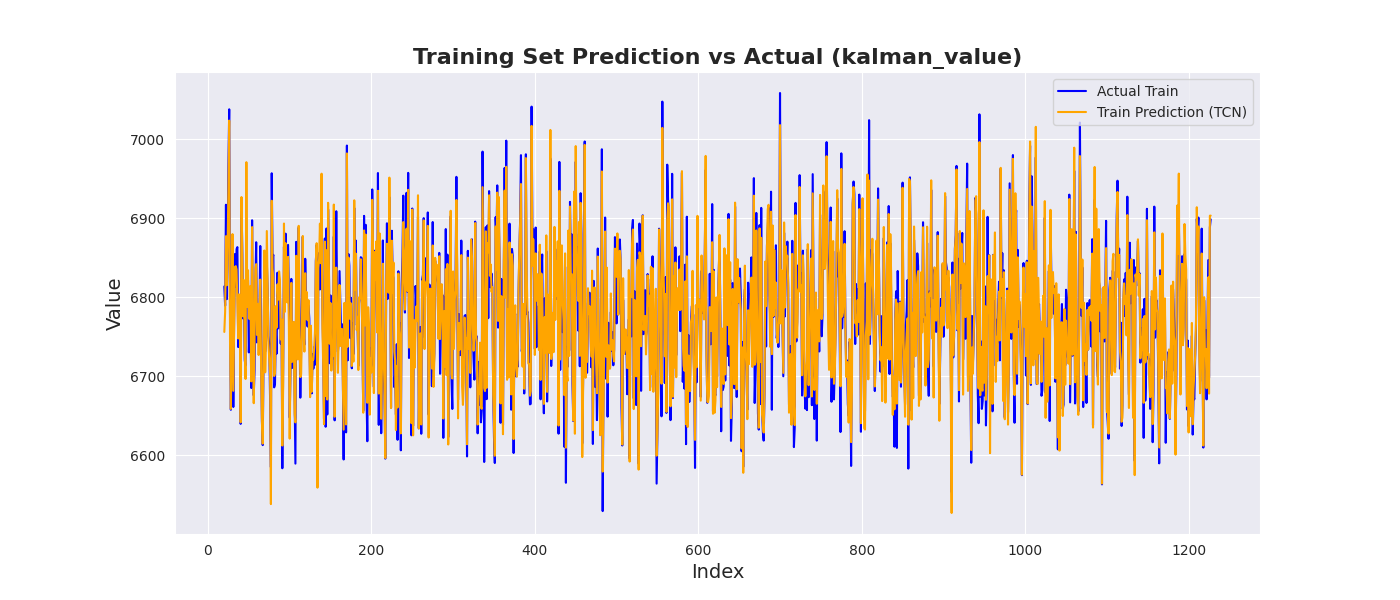 Training Set Prediction vs Actual (kalman_value)
Actual Train
Train Prediction (TCN)
Value
7000
6900
6800
6700
6600
0 200 400 600 800 1000 1200
Index